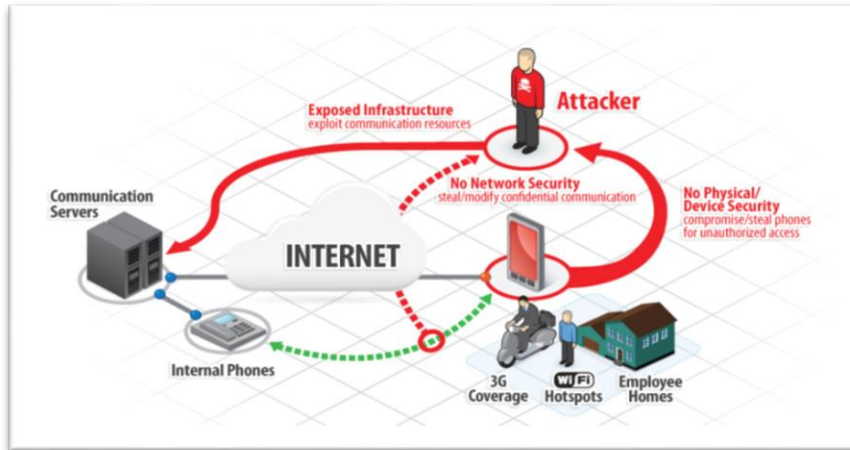 Attacker
Exposed Infrastructure
exploit communication resources
No Network Security
steal/modify confidential communication
No Physical/
Device Security
compromise/steal phones
for unauthorized access
Communication
Servers
INTERNET
Internal Phones
3G
Coverage
WiFi
Hotspots
Employee
Homes